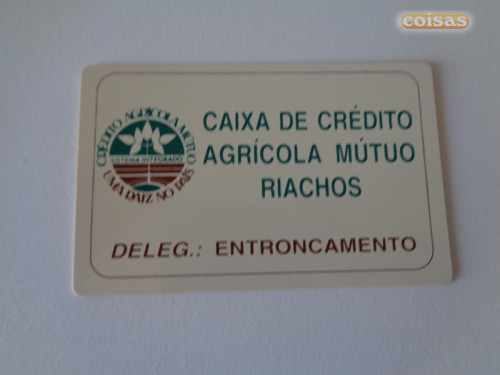 coisas
CRÉDITO AGRÍCOLA MÚTUO
SISTEMA INTEGRADO
UMA RAIZ NO PAÍS
CAIXA DE CRÉDITO
AGRÍCOLA MÚTUO
RIACHOS
DELEG.: ENTRONCAMENTO